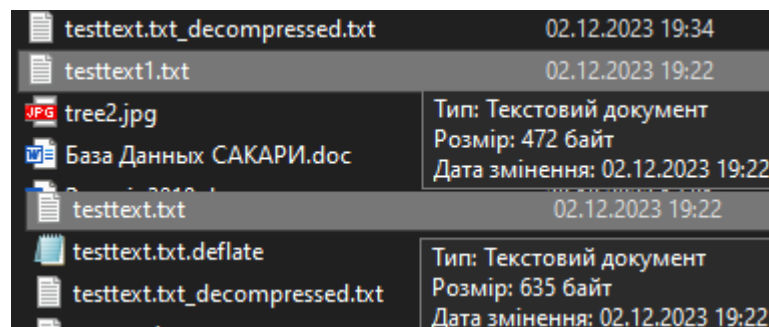 testtext.txt_decompressed.txt 02.12.2023 19:34
testtext1.txt 02.12.2023 19:22
JPG tree2.jpg
Тип: Текстовий документ
Розмір: 472 байт
База Данных САКАРИ.doc
Дата змінення: 02.12.2023 19:22
testtext.txt 02.12.2023 19:22
testtext.txt.deflate
Тип: Текстовий документ
testtext.txt_decompressed.txt
Розмір: 635 байт
Дата змінення: 02.12.2023 19:22